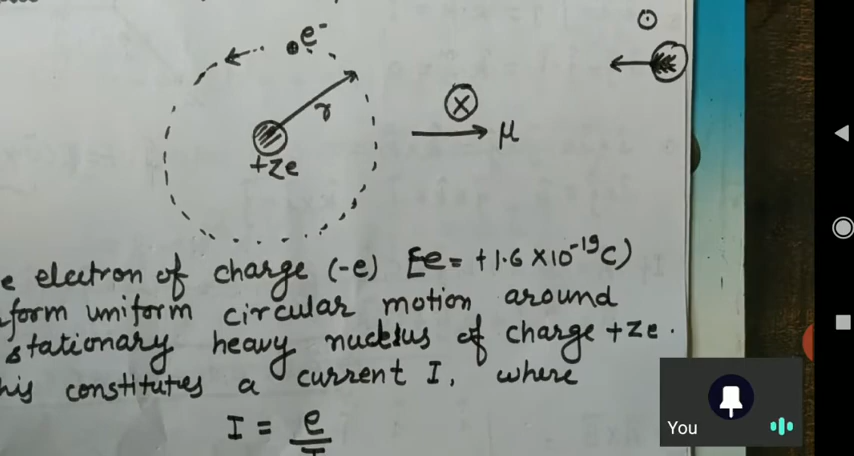 e-
r
+Ze
μ
e electron of charge (-e) [e = +1.6 × 10^-19 C)
form uniform circular motion around
stationary heavy nucleus of charge +Ze.
his constitutes a current I, where
I = e
You